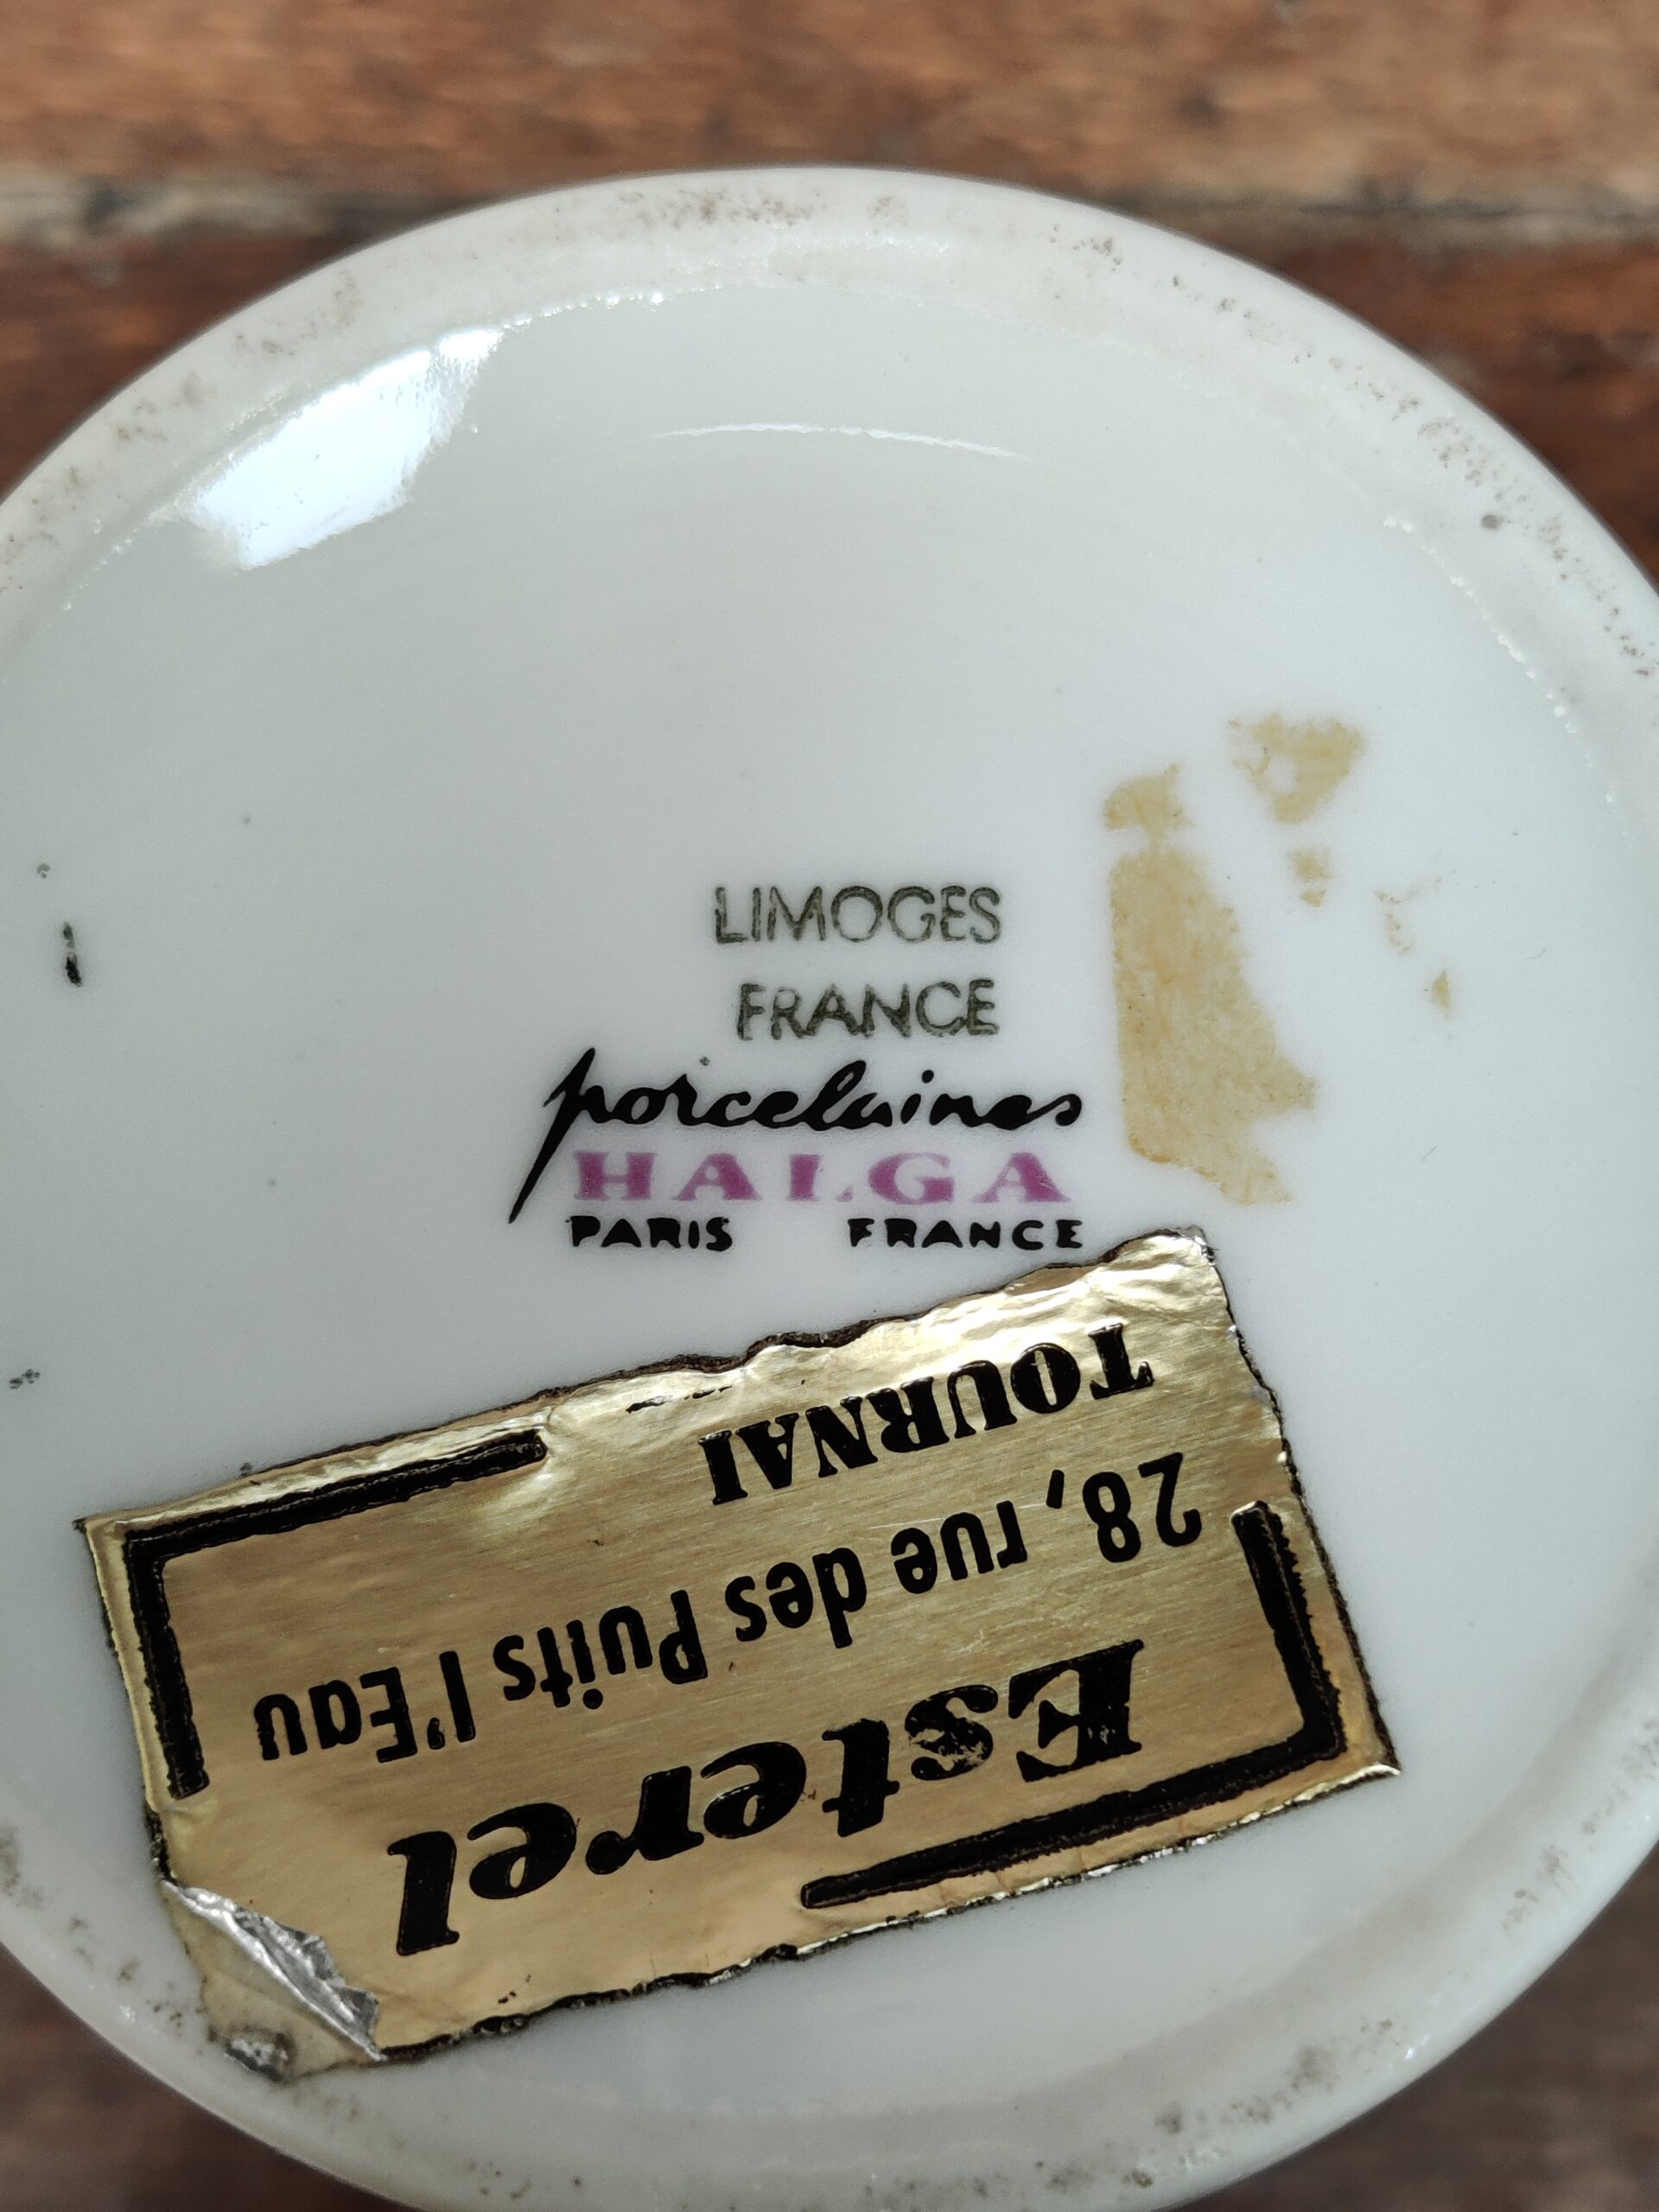 LIMOGES
FRANCE
porcelaines
HALGA
PARIS FRANCE
Esterel
28, rue des Puits l'Eau
TOURNAI